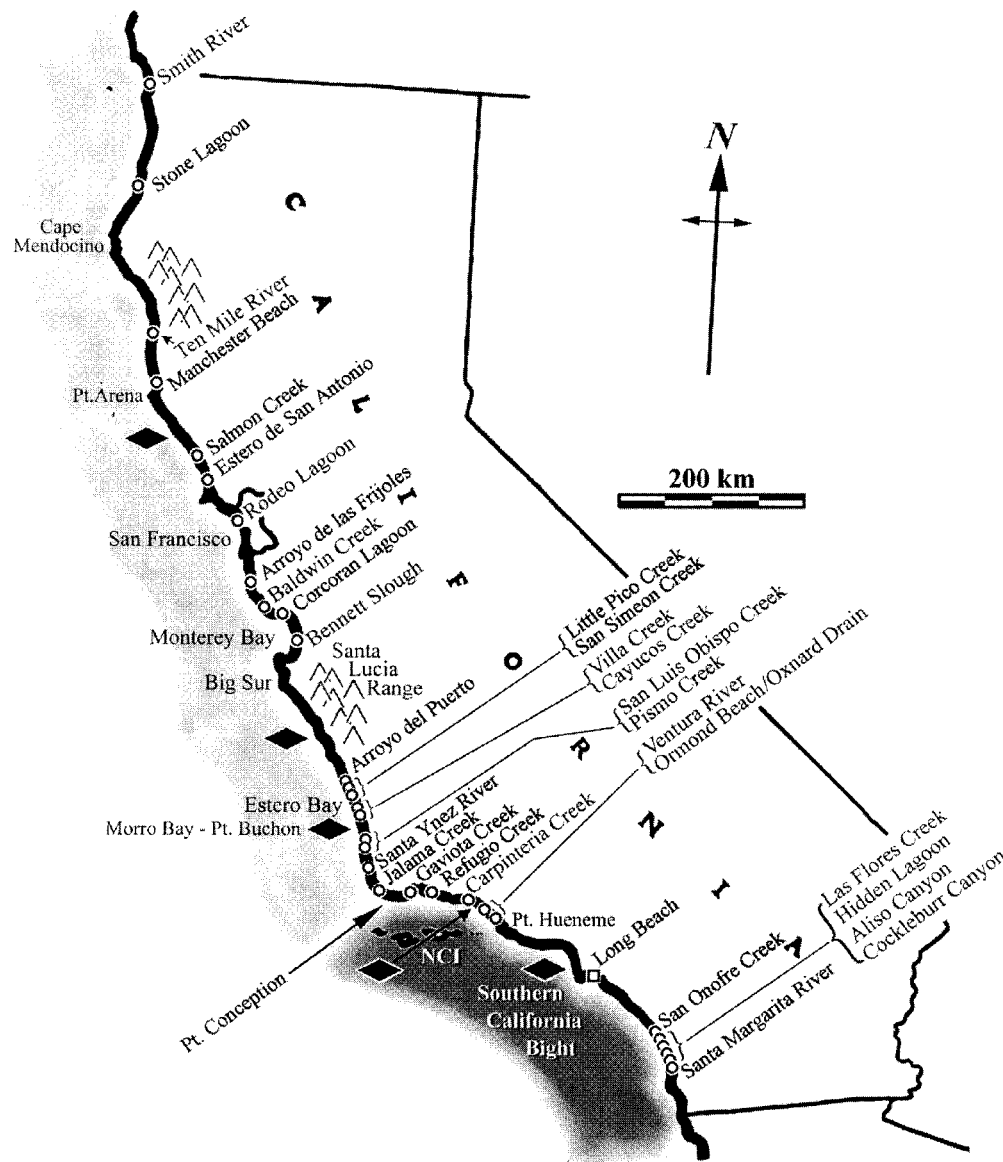 Smith River
N
Stone Lagoon
C
Cape
Mendocino
A
Ten Mile River
Manchester Beach
Pt.Arena
L
Salmon Creek
Estero de San Antonio
200 km
Rodeo Lagoon
I
San Francisco
Arroyo de las Frijoles
Baldwin Creek
Corcoran Lagoon
F
Bennett Slough
Monterey Bay
Little Pico Creek
San Simeon Creek
Santa
Lucia
Range
O
Villa Creek
Cayucos Creek
Big Sur
San Luis Obispo Creek
Pismo Creek
Arroyo del Puerto
R
Ventura River
Ormond Beach/Oxnard Drain
Estero Bay
Morro Bay - Pt. Buchon
Santa Ynez River
Jalama Creek
Gaviota Creek
Refugio Creek
Carpinteria Creek
N
Pt. Hueneme
I
Las Flores Creek
Hidden Lagoon
Aliso Canyon
Cockleburr Canyon
Long Beach
NCI
A
San Onofre Creek
Santa Margarita River
Pt. Conception
Southern
California
Bight